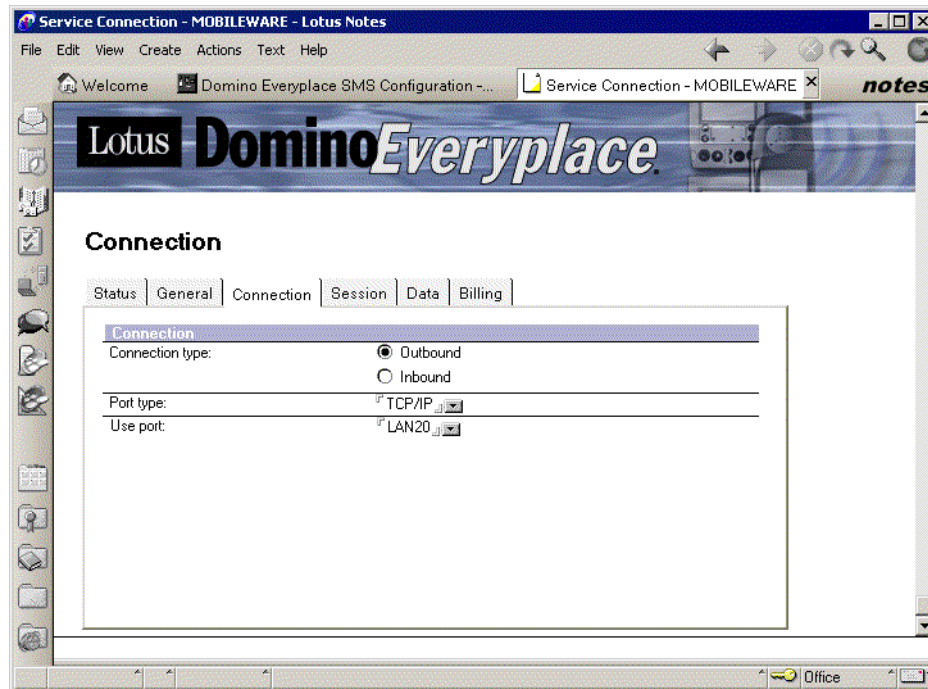 Service Connection - MOBILEWARE - Lotus Notes
File Edit View Create Actions Text Help
Welcome Domino Everyplace SMS Configuration -... Service Connection - MOBILEWARE notes
Lotus Domino Everyplace.
Connection
Status General Connection Session Data Billing
Connection
Connection type: Outbound
Inbound
Port type: TCP/IP
Use port: LAN20
Office